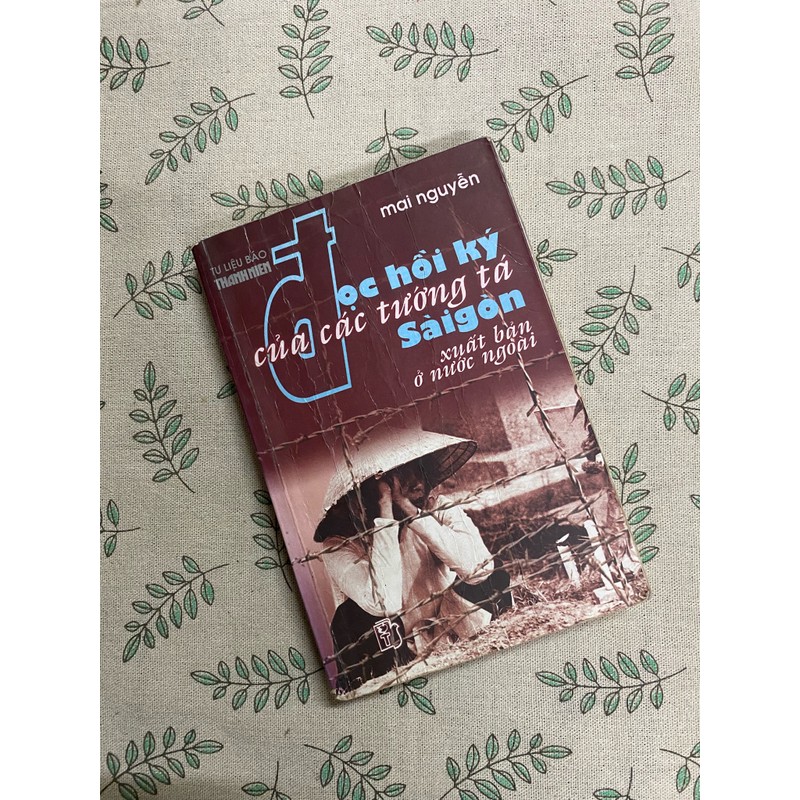 mai nguyễn
TƯ LIỆU BÁO
THANH NIÊN
đọc hồi ký
của các tướng tá
Sàigòn
xuất bản
ở nước ngoài